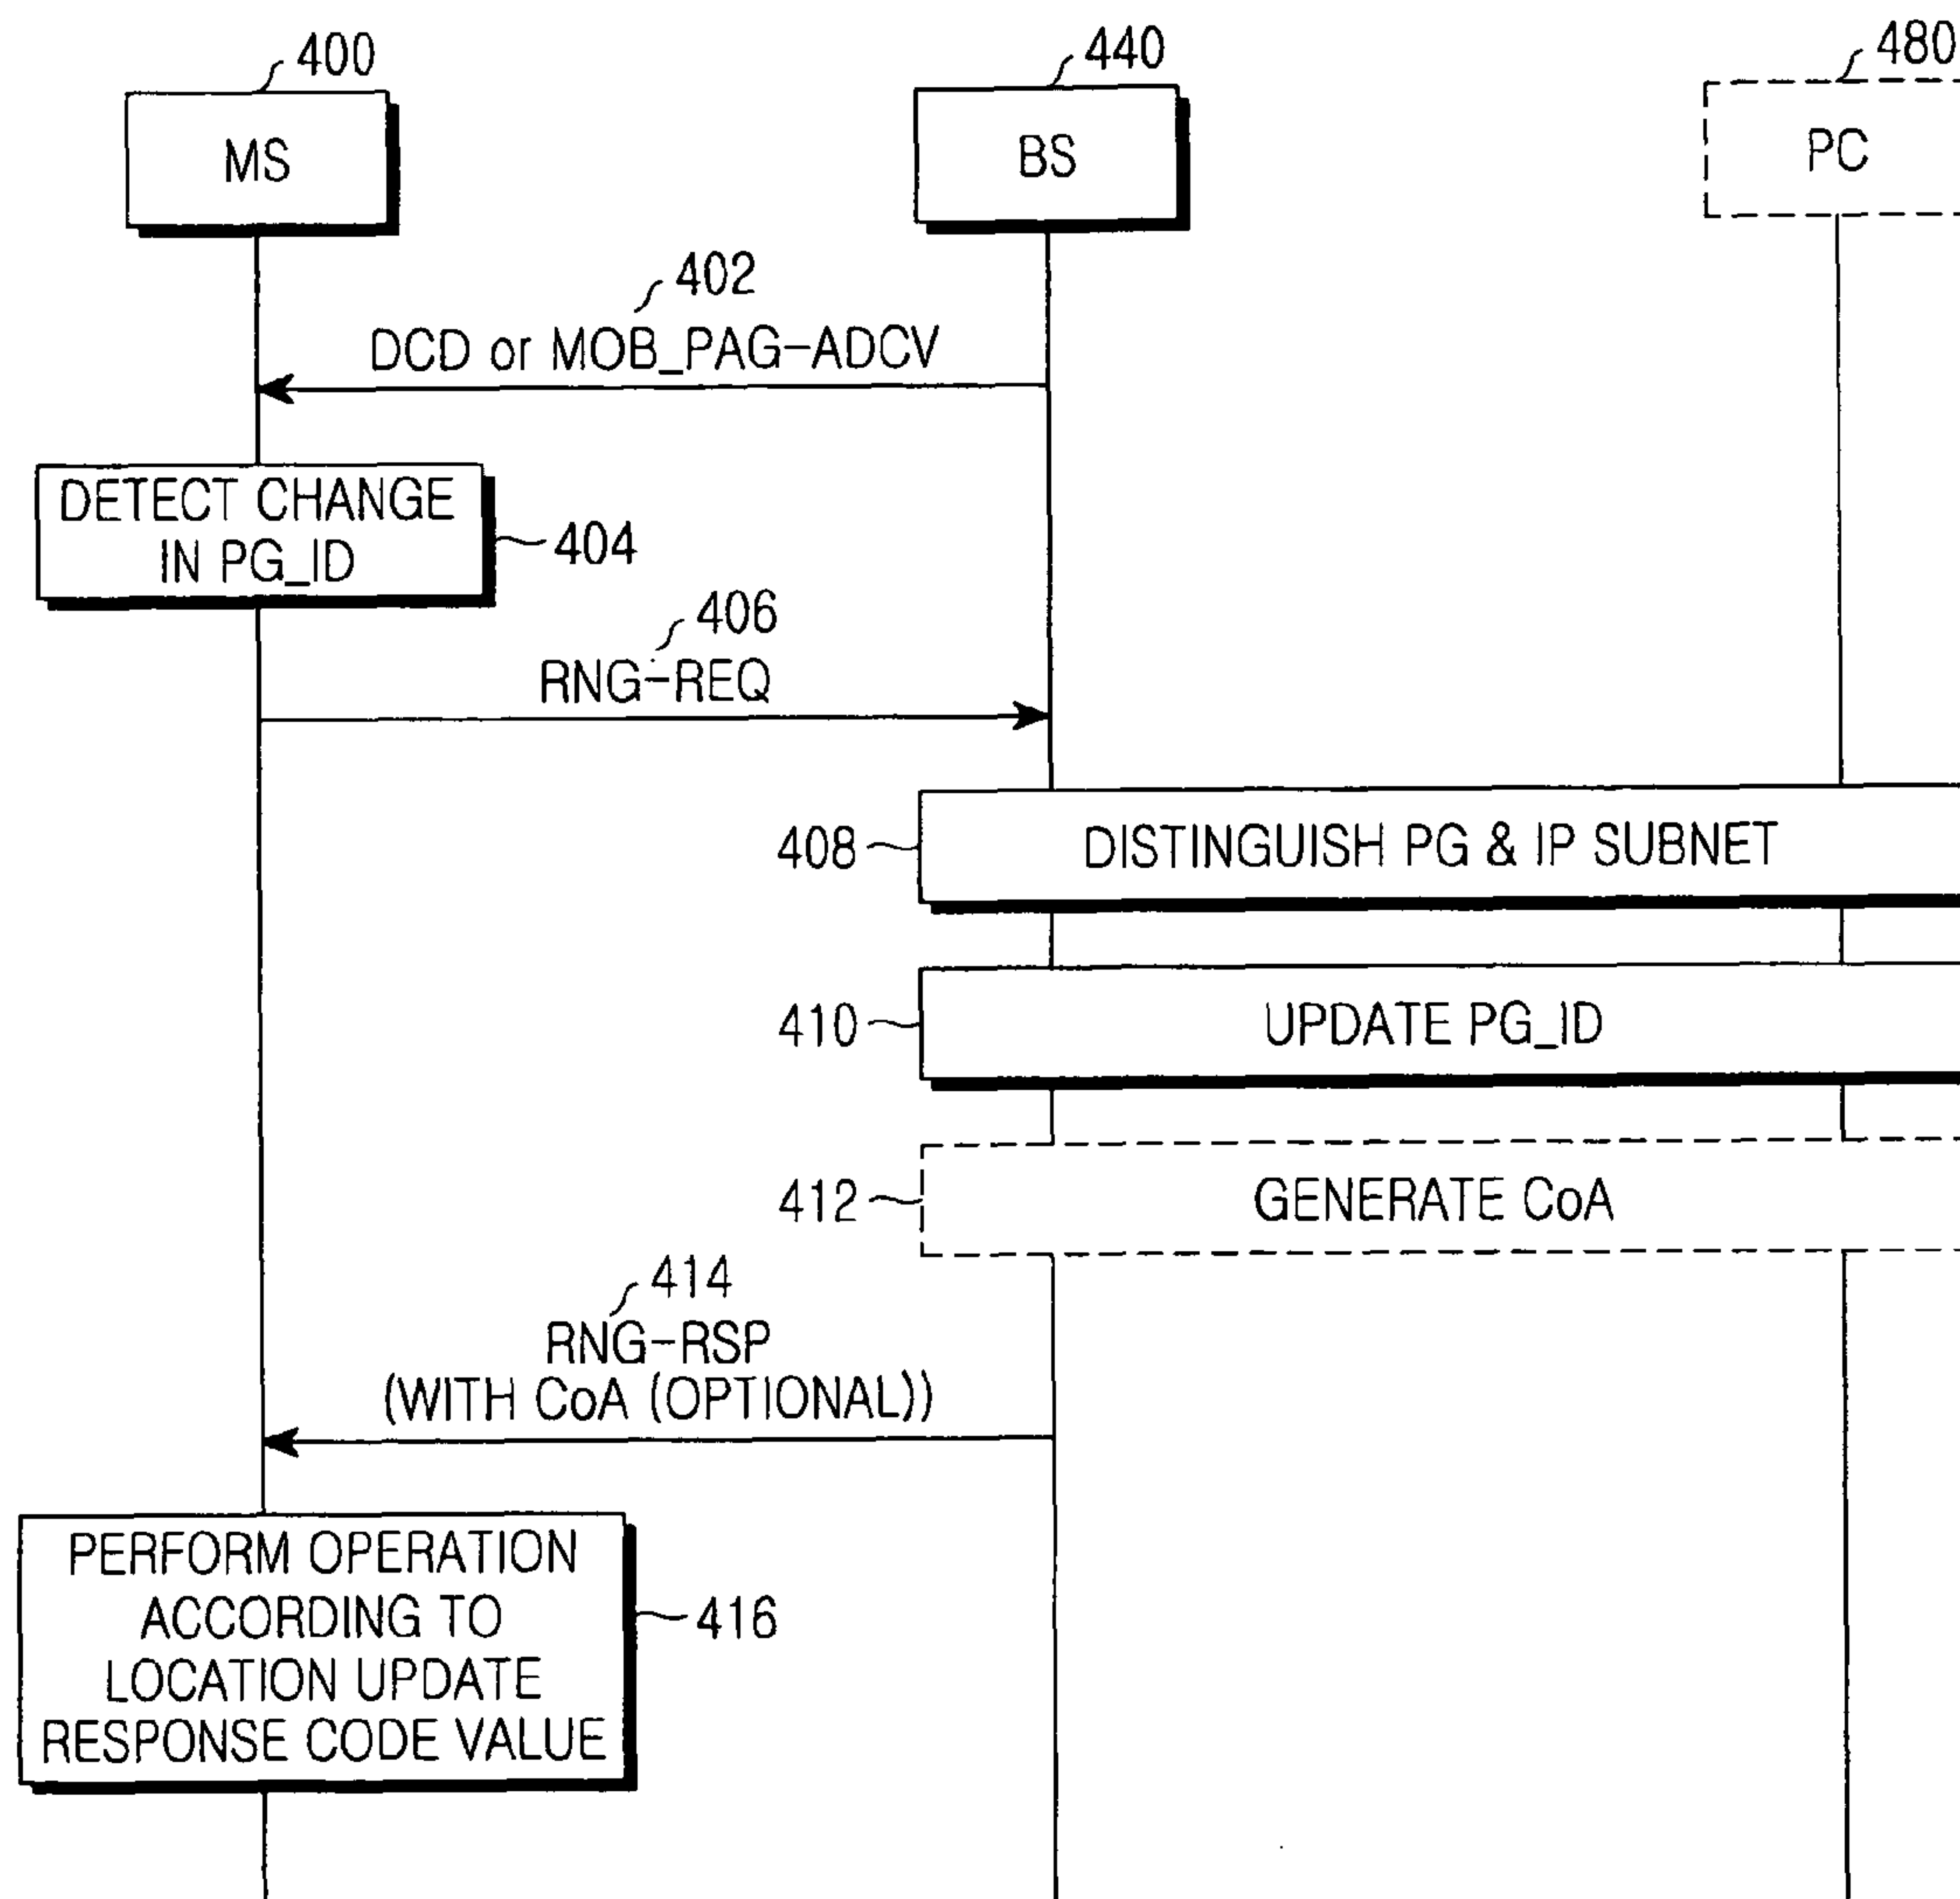 400
440
480
MS
BS
PC
402
DCD or MOB_PAG-ADCV
DETECT CHANGE
IN PG_ID
404
406
RNG-REQ
408
DISTINGUISH PG & IP SUBNET
410
UPDATE PG_ID
412
GENERATE CoA
414
RNG-RSP
(WITH CoA (OPTIONAL))
PERFORM OPERATION
ACCORDING TO
LOCATION UPDATE
RESPONSE CODE VALUE
416